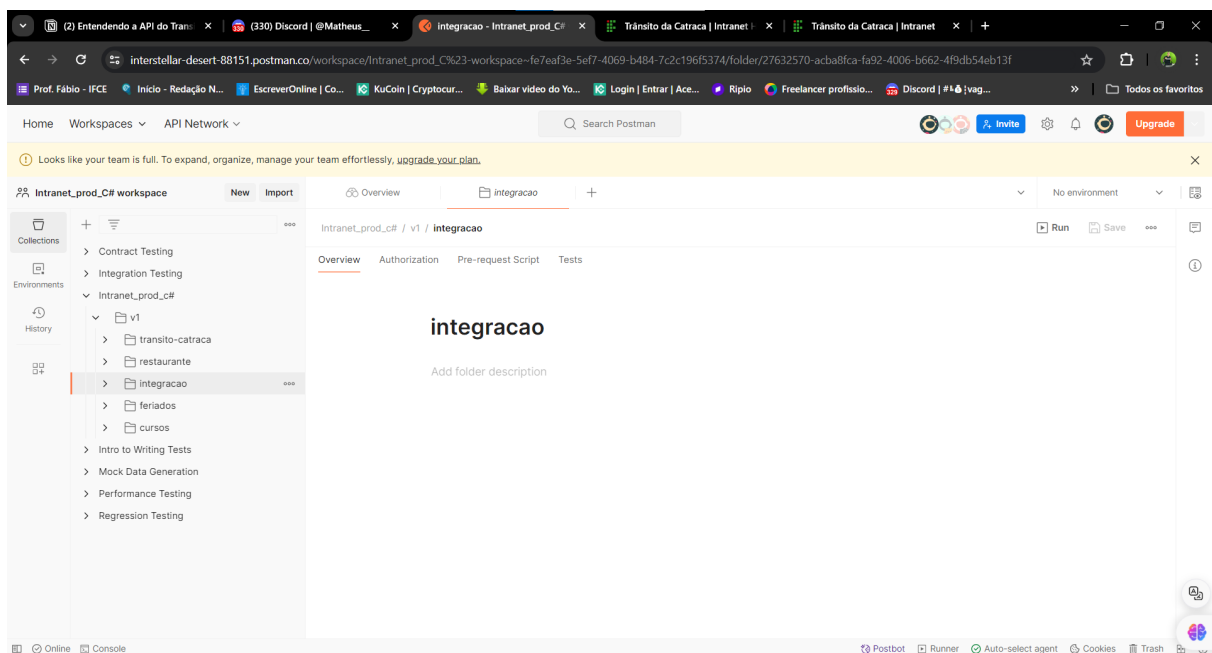 (2) Entendendo a API do Trans
(330) Discord | @Matheus_
integracao - Intranet_prod_C#
Trânsito da Catraca | Intranet
Trânsito da Catraca | Intranet
interstellar-desert-88151.postman.co/workspace/Intranet_prod_C%23-workspace~fe7eaf3e-5ef7-4069-b484-7c2c196f5374/folder/27632570-acba8fca-fa92-4006-b662-4f9db54eb13f
Prof. Fábio - IFCE
Início - Redação N...
EscreverOnline | Co...
KuCoin | Cryptocur...
Baixar video do Yo...
Login | Entrar | Ace...
Ripio
Freelancer profissio...
Todos os favoritos
Home Workspaces API Network
Search Postman
Invite
Upgrade
Looks like your team is full. To expand, organize, manage your team effortlessly, upgrade your plan.
Intranet_prod_C# workspace New Import
Overview integracao
No environment
Collections
Environments
History
Contract Testing
Integration Testing
Intranet_prod_c#
v1
transito-catraca
restaurante
integracao
feriados
cursos
Intro to Writing Tests
Mock Data Generation
Performance Testing
Regression Testing
Intranet_prod_c# / v1 / integracao
Run Save
Overview Authorization Pre-request Script Tests
integracao
Add folder description
Online Console
Postbot Runner Auto-select agent Cookies Trash